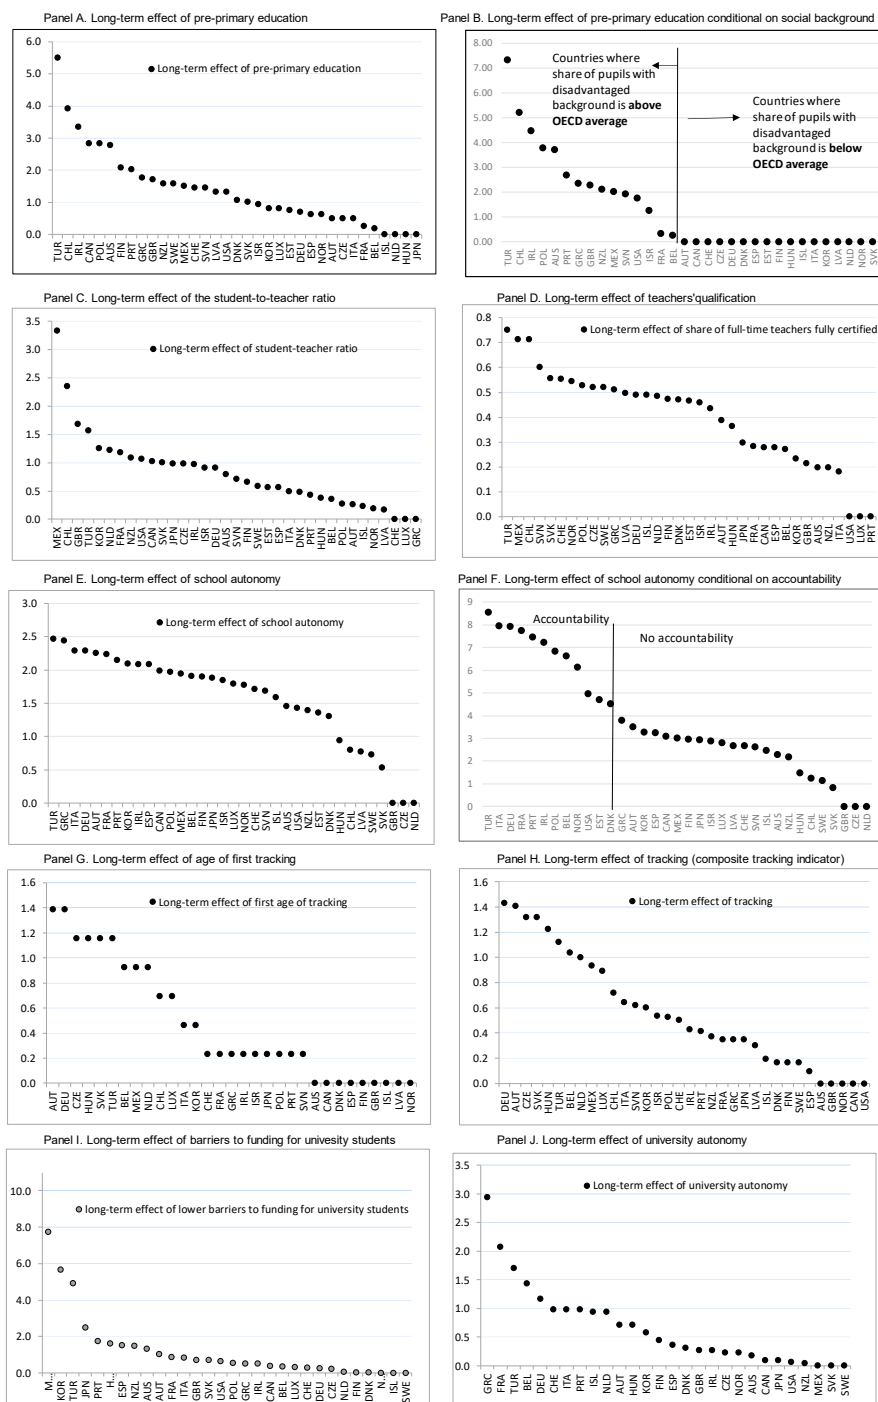 Panel A. Long-term effect of pre-primary education
6.0
5.0
4.0
3.0
2.0
1.0
0.0
Long-term effect of pre-primary education
TUR CHL IRL CAN POL AUS FIN PRT GRC GBR NZL SWE MEX CHE SVN LVA USA DNK SVK ISR KOR LUX EST DEU ESP NOR AUT CZE ITA FRA BEL ISL NLD HUN JPN
Panel B. Long-term effect of pre-primary education conditional on social background
8.00
7.00
6.00
5.00
4.00
3.00
2.00
1.00
0.00
Countries where
share of pupils with
disadvantaged
background is above
OECD average
Countries where
share of pupils with
disadvantaged
background is below
OECD average
TUR CHL IRL POL AUS PRT GRC GBR NZL MEX SVN USA ISR FRA BEL AUT CAN CHE CZE DEU DNK ESP EST FIN HUN ISL ITA KOR LVA NLD NOR SVK
Panel C. Long-term effect of the student-to-teacher ratio
3.5
3.0
2.5
2.0
1.5
1.0
0.5
0.0
Long-term effect of student-teacher ratio
MEX CHL GBR TUR KOR NLD FRA NZL USA CAN SVK JPN CZE IRL ISR DEU AUS SVN FIN SWE EST ESP ITA DNK PRT HUN BEL POL AUT ISL NOR LVA CHE LUX GRC
Panel D. Long-term effect of teachers'qualification
0.8
0.7
0.6
0.5
0.4
0.3
0.2
0.1
0.0
Long-term effect of share of full-time teachers fully certified
TUR MEX CHL SVN SVK CHE NOR POL CZE SWE GRC LVA DEU ISL NLD FIN DNK EST ISR IRL AUT HUN JPN FRA CAN ESP BEL KOR GBR AUS NZL ITA USA LUX PRT
Panel E. Long-term effect of school autonomy
3.0
2.5
2.0
1.5
1.0
0.5
0.0
Long-term effect of school autonomy
TUR GRC ITA DEU AUT FRA PRT KOR IRL ESP CAN POL MEX BEL FIN JPN ISR LUX NOR CHE SVN ISL AUS USA NZL EST DNK HUN CHL LVA SWE SVK GBR CZE NLD
Panel F. Long-term effect of school autonomy conditional on accountability
9
8
7
6
5
4
3
2
1
0
Accountability
No accountability
TUR ITA DEU FRA PRT IRL POL BEL NOR USA EST DNK GRC AUT KOR ESP CAN MEX FIN JPN ISR LUX LVA CHE SVN ISL AUS NZL HUN CHL SWE SVK GBR CZE NLD
Panel G. Long-term effect of age of first tracking
1.6
1.4
1.2
1.0
0.8
0.6
0.4
0.2
0.0
Long-term effect of first age of tracking
AUT DEU CZE HUN SVK TUR BEL MEX NLD CHL LUX ITA KOR CHE FRA GRC IRL ISR JPN POL PRT SVN AUS CAN DNK ESP FIN GBR ISL LVA NOR
Panel H. Long-term effect of tracking (composite tracking indicator)
1.6
1.4
1.2
1.0
0.8
0.6
0.4
0.2
0.0
Long-term effect of tracking
DEU AUT CZE SVK HUN TUR BEL NLD MEX LUX CHL ITA SVN KOR ISR POL CHE IRL PRT NZL FRA GRC JPN LVA ISL DNK FIN SWE ESP AUS GBR NOR CAN USA
Panel I. Long-term effect of barriers to funding for univesity students
10.0
8.0
6.0
4.0
2.0
0.0
long-term effect of lower barriers to funding for university students
M... KOR TUR JPN PRT H... ESP NZL AUS AUT FRA ITA GBR SVK USA POL GRC IRL CAN BEL LUX CHE DEU CZE NLD FIN DNK N... ISL SWE
Panel J. Long-term effect of university autonomy
3.5
3.0
2.5
2.0
1.5
1.0
0.5
0.0
Long-term effect of university autonomy
GRC FRA TUR BEL DEU CHE ITA PRT ISL NLD AUT HUN KOR FIN ESP DNK GBR IRL CZE NOR AUS CAN JPN USA NZL MEX SVK SWE